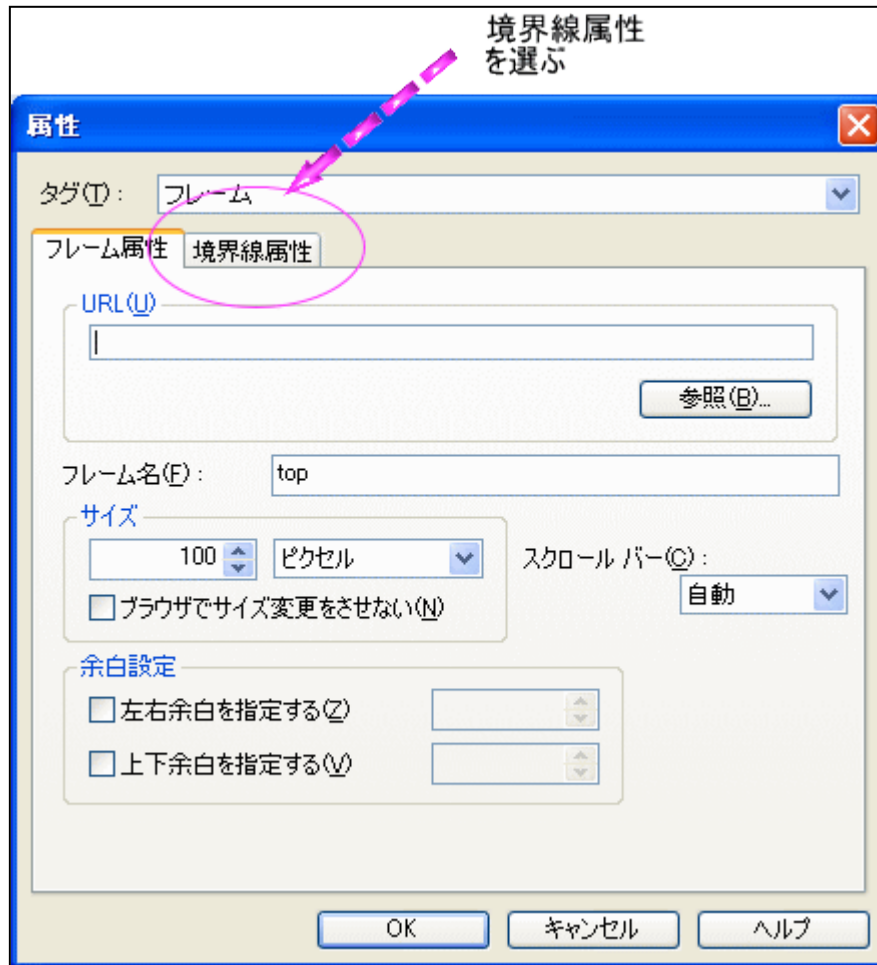 境界線属性
を選ぶ
属性
タグ(T)： フレーム
フレーム属性 境界線属性
URL(U)
参照(B)...
フレーム名(F)： top
サイズ
100 ピクセル スクロール バー(C)：
自動
ブラウザでサイズ変更をさせない(N)
余白設定
左右余白を指定する(Z)
上下余白を指定する(V)
OK キャンセル ヘルプ